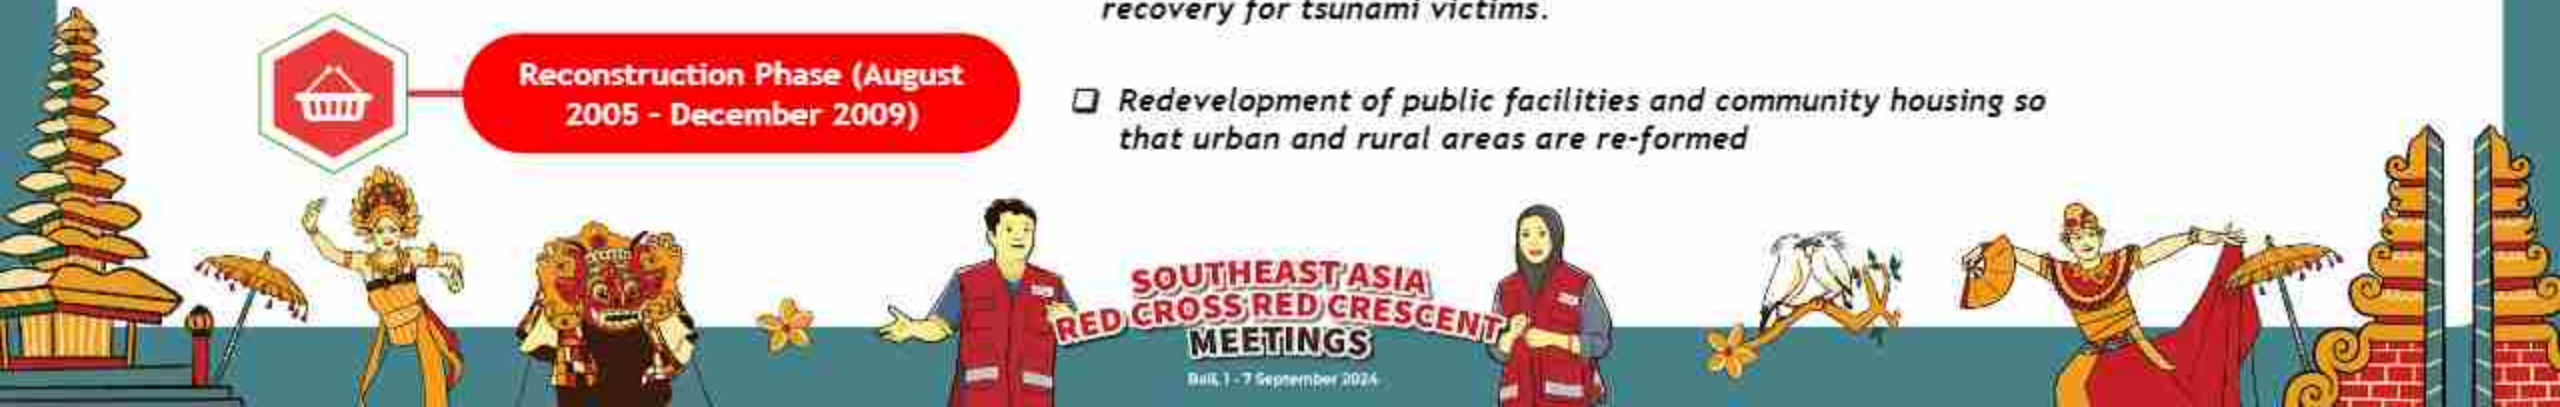 recovery for tsunami victims.
Reconstruction Phase (August
2005 - December 2009)
❑ Redevelopment of public facilities and community housing so
that urban and rural areas are re-formed
SOUTHEAST ASIA
RED CROSS RED CRESCENT
MEETINGS
Bali, 1 - 7 September 2024